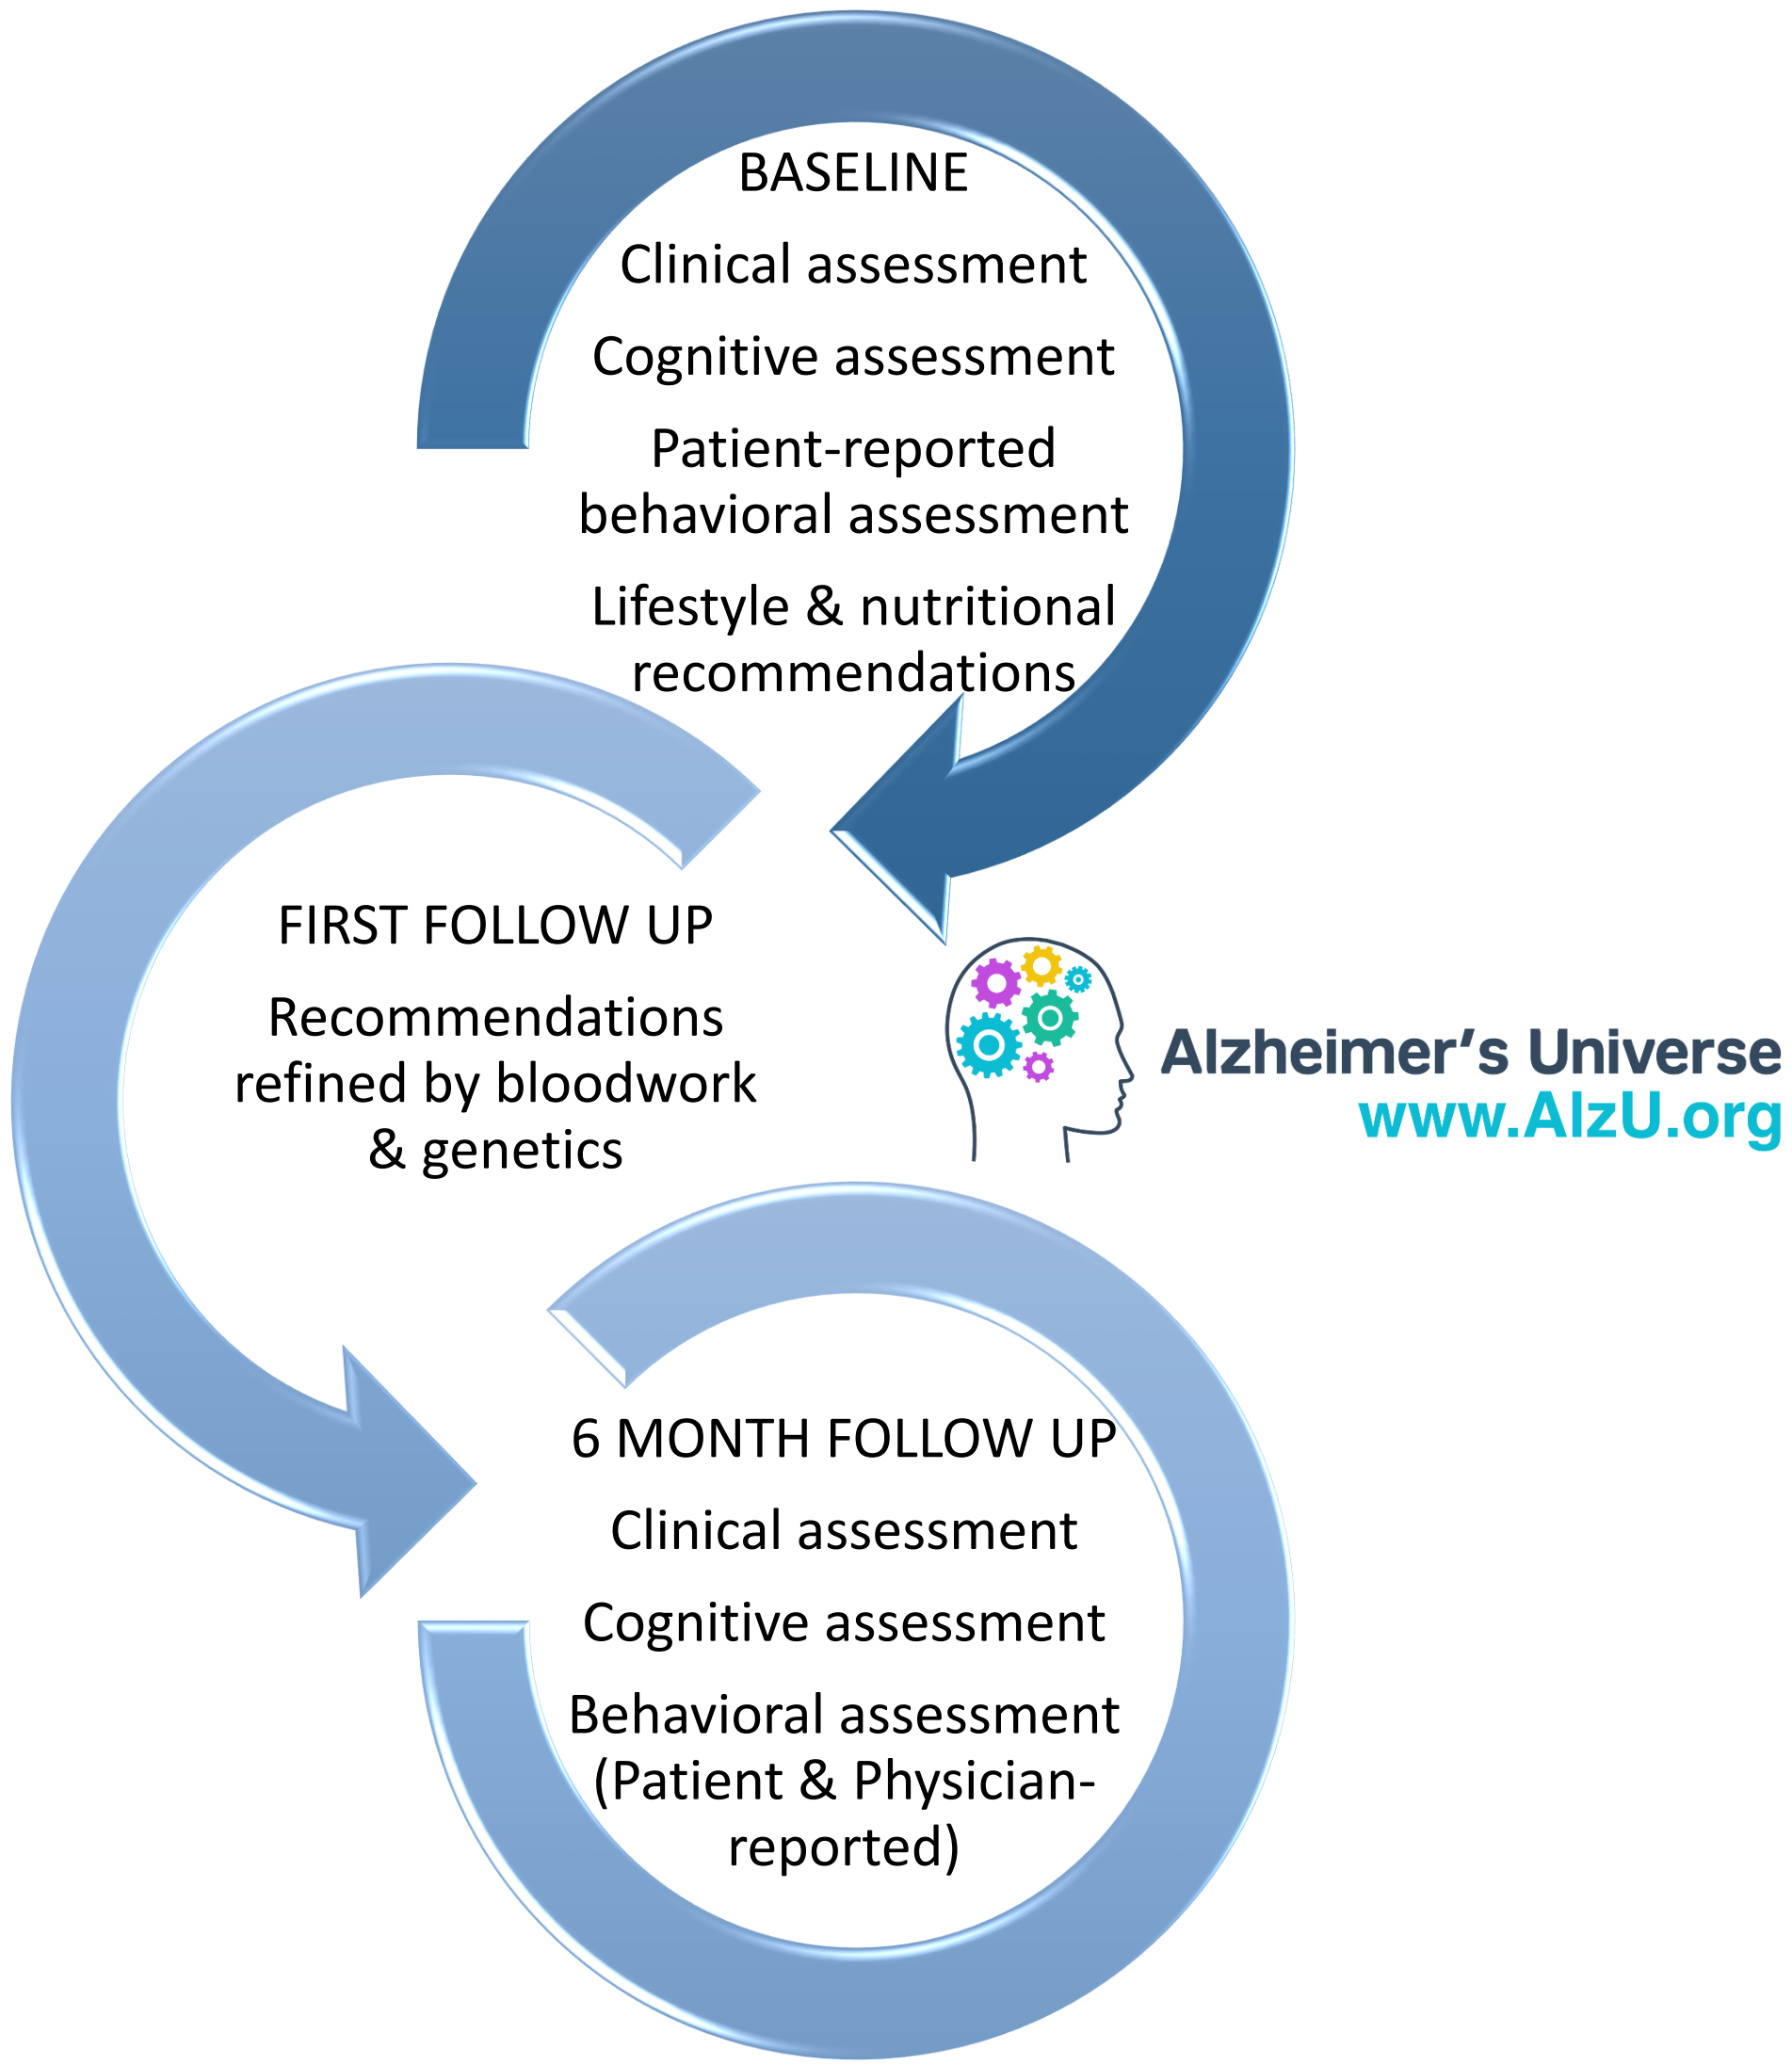 BASELINE
Clinical assessment
Cognitive assessment
Patient-reported
behavioral assessment
Lifestyle & nutritional
recommendations
FIRST FOLLOW UP
Recommendations
refined by bloodwork
& genetics
Alzheimer's Universe
www.AlzU.org
6 MONTH FOLLOW UP
Clinical assessment
Cognitive assessment
Behavioral assessment
(Patient & Physician-
reported)